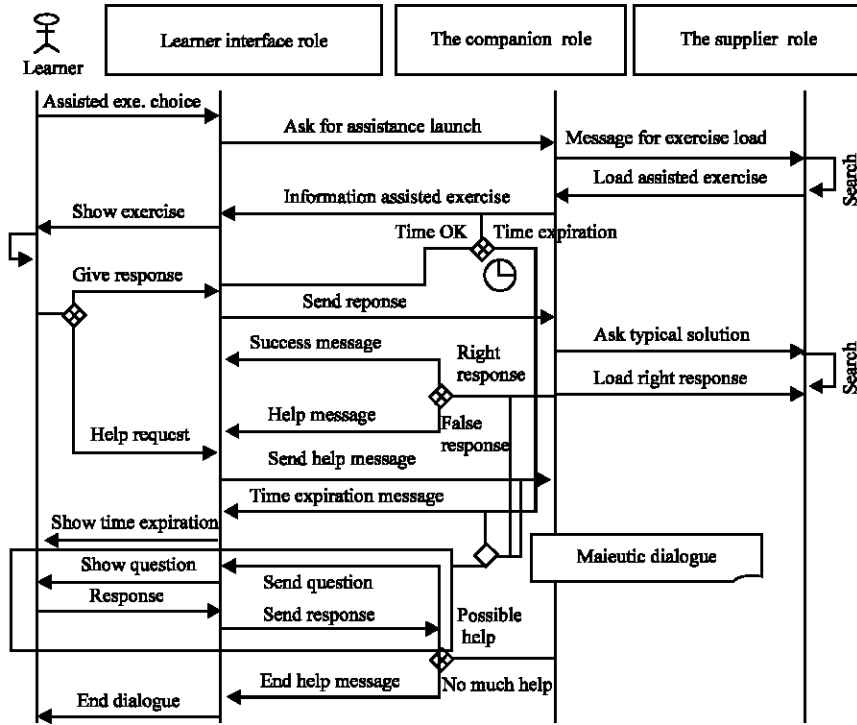 Learner interface role
The companion role
The supplier role
Learner
Assisted exe. choice
Ask for assistance launch
Message for exercise load
Search
Load assisted exercise
Information assisted exercise
Show exercise
Time OK
Time expiration
Give response
Send reponse
Ask typical solution
Success message
Right
response
Search
Load right response
Help message
False
response
Help request
Send help message
Time expiration message
Show time expiration
Maieutic dialogue
Show question
Send question
Response
Send response
Possible
help
End help message
No much help
End dialogue